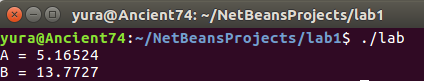 yura@Ancient74: ~/NetBeansProjects/lab1
yura@Ancient74:~/NetBeansProjects/lab1$ ./lab
A = 5.16524
B = 13.7727